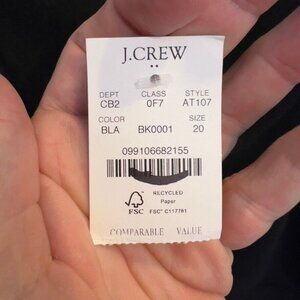 J.CREW
DEPT CLASS STYLE
CB2 0F7 AT107
COLOR SIZE
BLA BK0001 20
099106682155
RECYCLED
Paper
FSC FSC® C117781
COMPARABLE VALUE